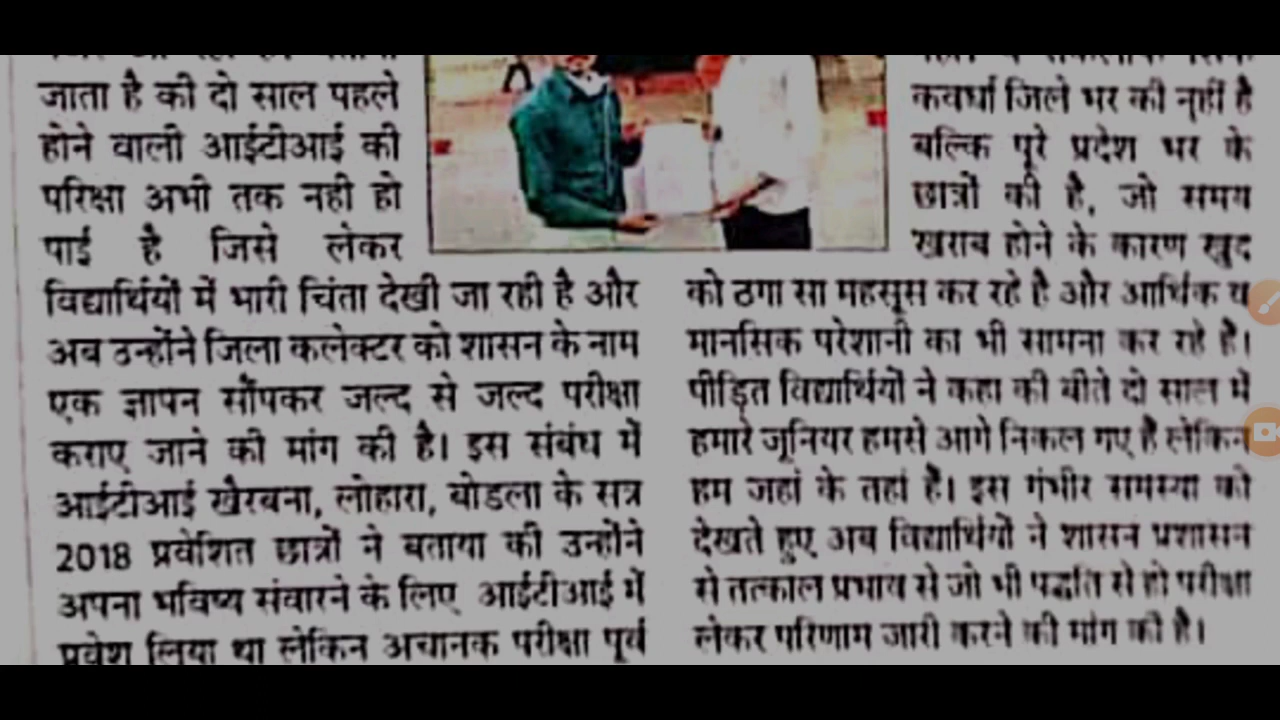 जाता है की दो साल पहले
होने वाली आईटीआई की
परिक्षा अभी तक नही हो
पाई है जिसे लेकर
विद्यार्थियों में भारी चिंता देखी जा रही है और
अब उन्होंने जिला कलेक्टर को शासन के नाम
एक ज्ञापन सौंपकर जल्द से जल्द परीक्षा
कराए जाने की मांग की है। इस संबंध में
आईटीआई खैरबना, लोहारा, बोडला के सत्र
2018 प्रवेशित छात्रों ने बताया की उन्होंने
अपना भविष्य संवारने के लिए आईटीआई में
प्रवेश लिया था लेकिन अचानक परीक्षा पूर्व
कवर्धा जिले भर की नहीं है
बल्कि पूरे प्रदेश भर के
छात्रों की है, जो समय
खराब होने के कारण खुद
को ठगा सा महसूस कर रहे है और आर्थिक व
मानसिक परेशानी का भी सामना कर रहे है।
पीड़ित विद्यार्थियों ने कहा की बीते दो साल में
हमारे जूनियर हमसे आगे निकल गए है लेकिन
हम जहां के तहां है। इस गंभीर समस्या को
देखते हुए अब विद्यार्थियों ने शासन प्रशासन
से तत्काल प्रभाव से जो भी पद्धति से हो परीक्षा
लेकर परिणाम जारी करने की मांग की है।